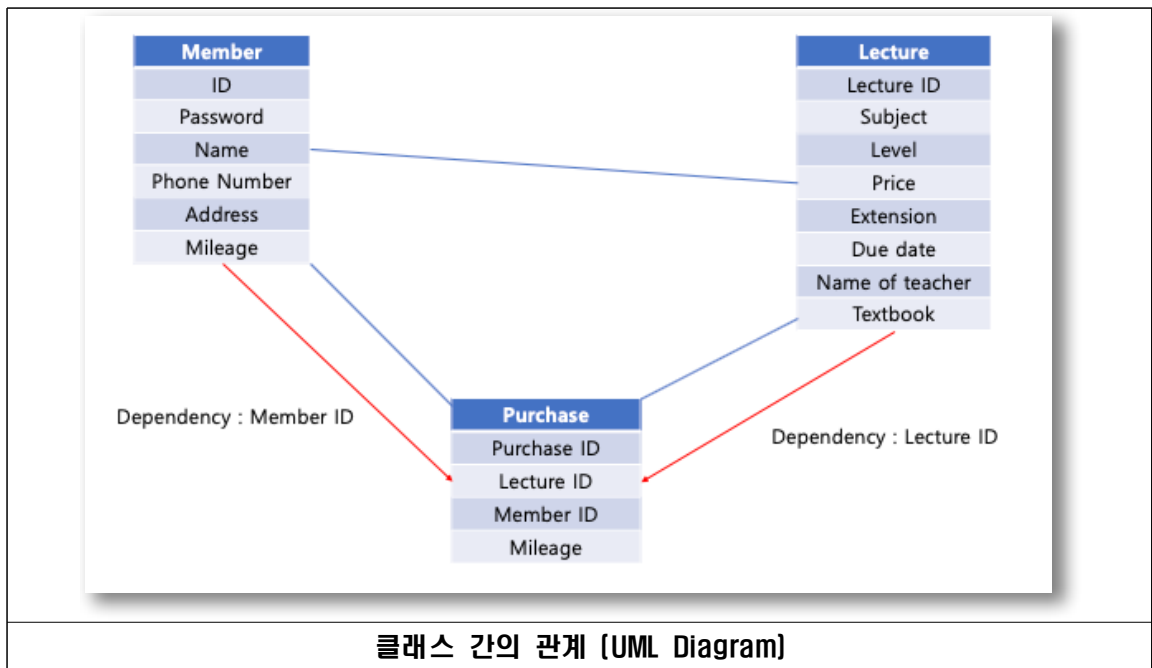 Member
ID
Password
Name
Phone Number
Address
Mileage
Lecture
Lecture ID
Subject
Level
Price
Extension
Due date
Name of teacher
Textbook
Dependency : Member ID
Purchase
Purchase ID
Lecture ID
Member ID
Mileage
Dependency : Lecture ID
클래스 간의 관계 (UML Diagram)